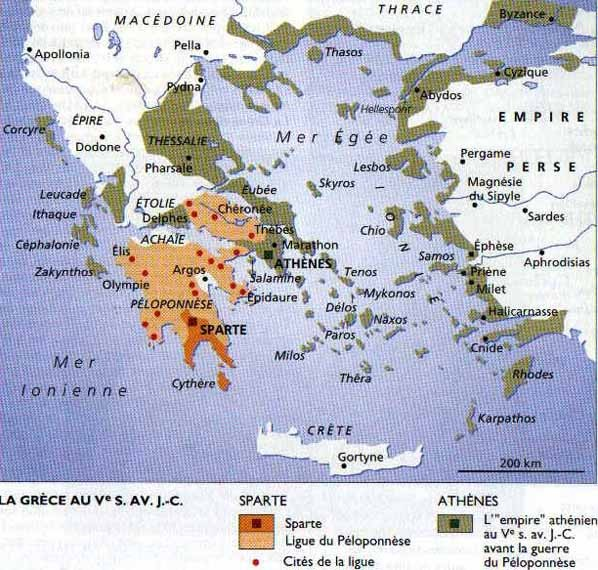 THRACE
MACÉDOINE
Byzance
Pella
Apollonia
Thasos
Cyzique
Pydna
Abydos
Hellespont
EMPIRE
Corcyre
ÉPIRE
THESSALIE
Mer Égée
Dodone
Pergame
PERSE
Pharsale
Lesbos
Magnésie
du Sipyle
Leucade
ÉTOLIE
Eubée
Skyros
Ithaque
Delphes
Chéronée
Chio
Sardes
Thèbes
IONIE
Céphalonie
ACHAÏE
Marathon
Éphèse
Élis
ATHÈNES
Samos
Aphrodisias
Zakynthos
Argos
Salamine
Tenos
Priène
Olympie
Mykonos
Milet
Épidaure
PÉLOPONNÈSE
Délos
Halicarnasse
Naxos
SPARTE
Paros
Cnide
Mer
Ionienne
Milos
Rhodes
Cythère
Théra
Karpathos
CRÊTE
Gortyne
200 km
LA GRÈCE AU Ve S. AV. J.-C.
SPARTE
Sparte
Ligue du Péloponnèse
Cités de la ligue
ATHÈNES
L'"empire" athénien
au Ve s. av. J.-C.
avant la guerre
du Péloponnèse